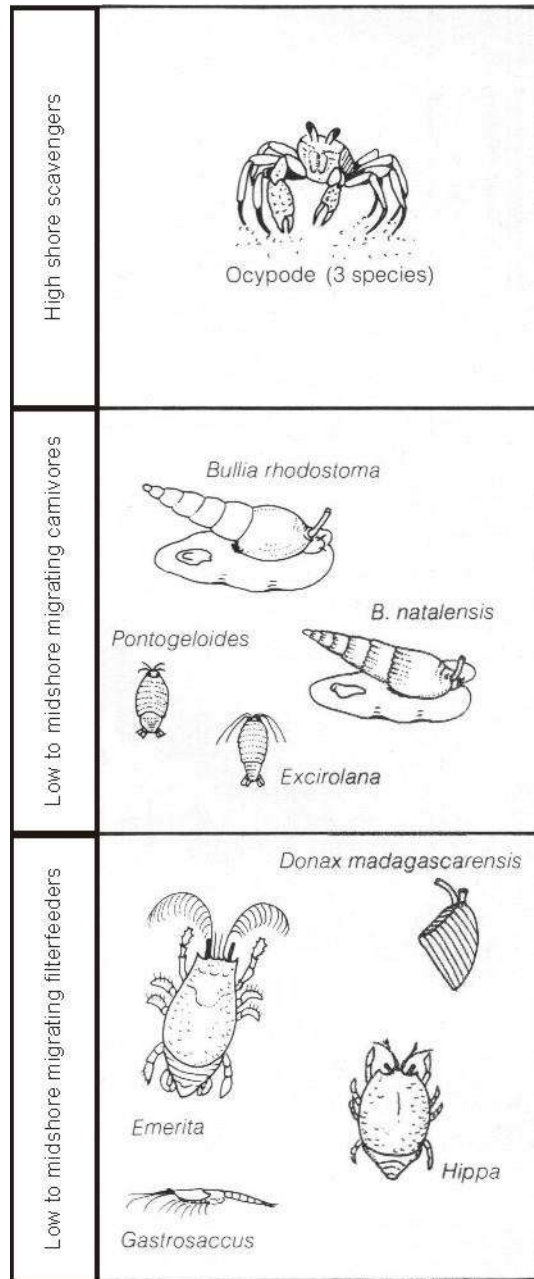 High shore scavengers
Ocypode (3 species)
Low to midshore migrating carnivores
Bullia rhodostoma
B. natalensis
Pontogeloides
Excirolana
Low to midshore migrating filterfeeders
Donax madagascarensis
Emerita
Hippa
Gastrosaccus